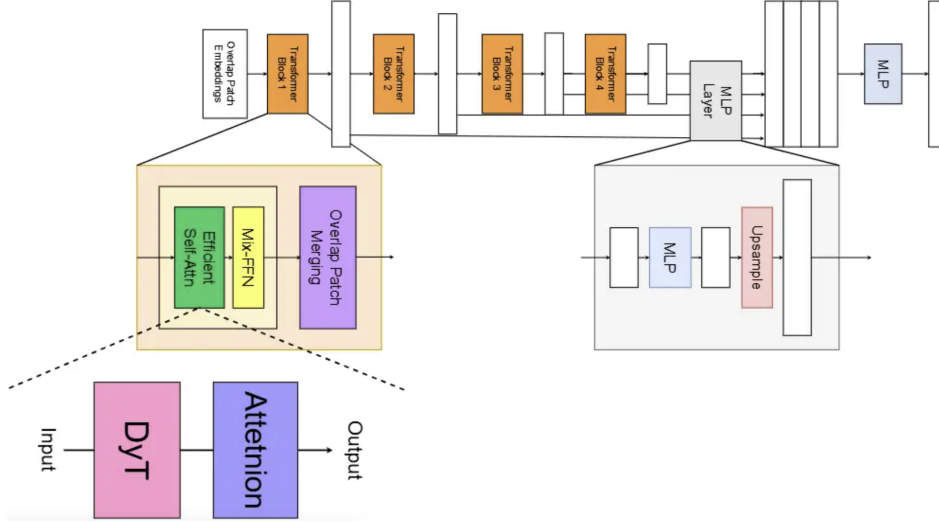 Overlap Patch
Embeddings
Transformer
Block 1
Transformer
Block 2
Transformer
Block 3
Transformer
Block 4
MLP
Layer
MLP
Efficient
Self-Attn
Mix-FFN
Overlap Patch
Merging
MLP
Upsample
Input
DyT
Attetnion
Output